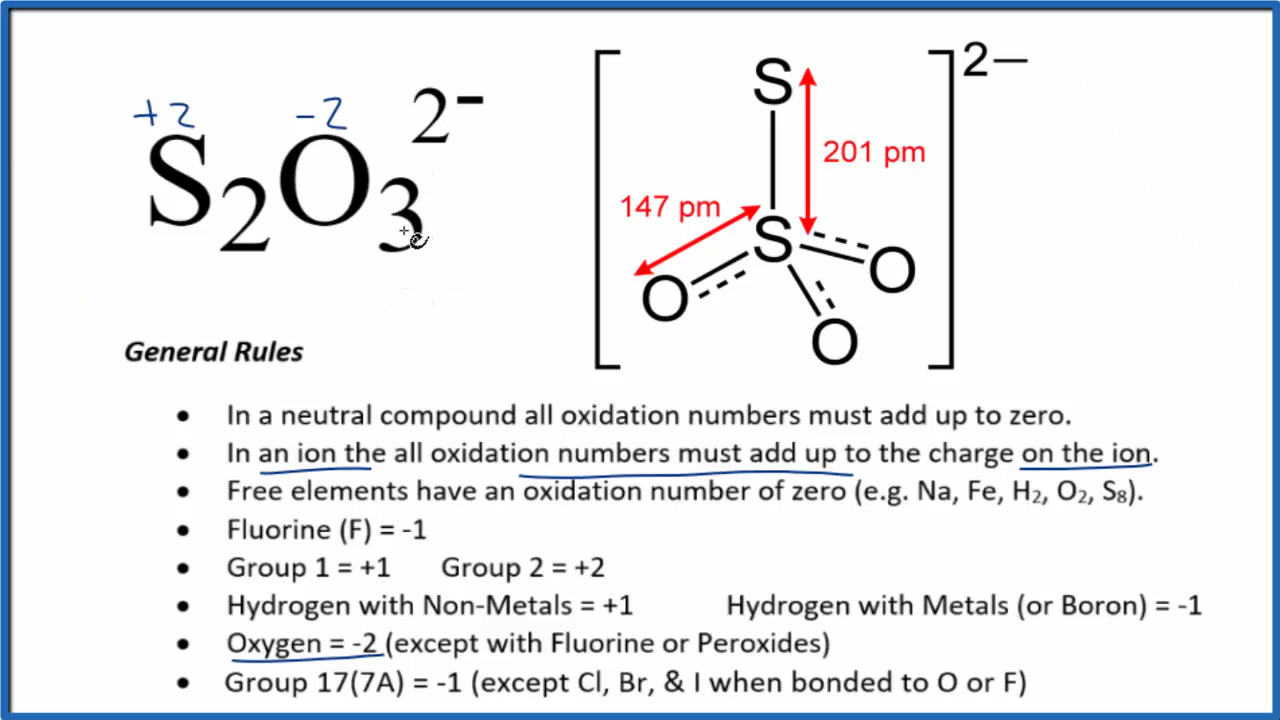 +2 -2
S2O3 2-
[S S O O O]2−
201 pm
147 pm
General Rules
• In a neutral compound all oxidation numbers must add up to zero.
• In an ion the all oxidation numbers must add up to the charge on the ion.
• Free elements have an oxidation number of zero (e.g. Na, Fe, H2, O2, S8).
• Fluorine (F) = -1
• Group 1 = +1 Group 2 = +2
• Hydrogen with Non-Metals = +1 Hydrogen with Metals (or Boron) = -1
• Oxygen = -2 (except with Fluorine or Peroxides)
• Group 17(7A) = -1 (except Cl, Br, & I when bonded to O or F)